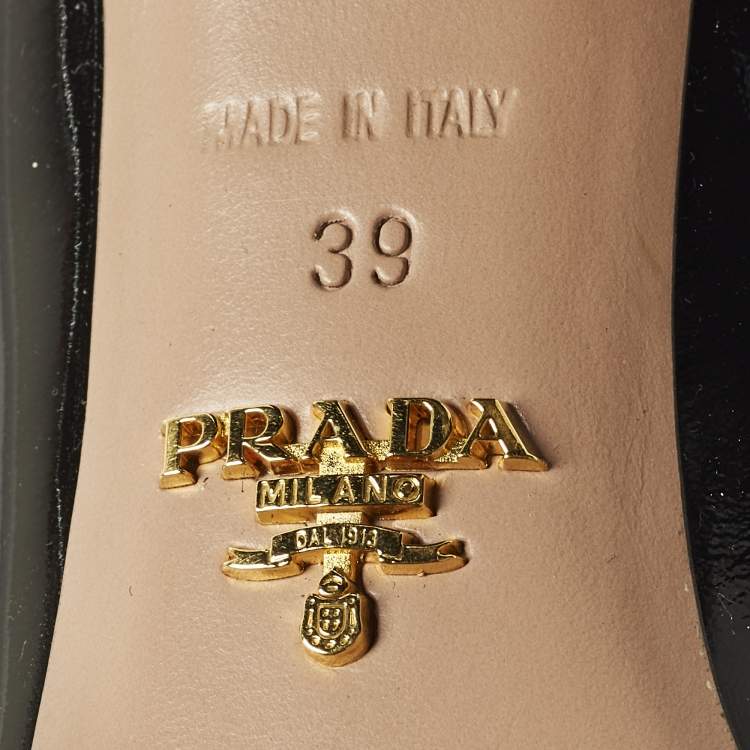 MADE IN ITALY
39
PRADA
MILANO
DAL 1913